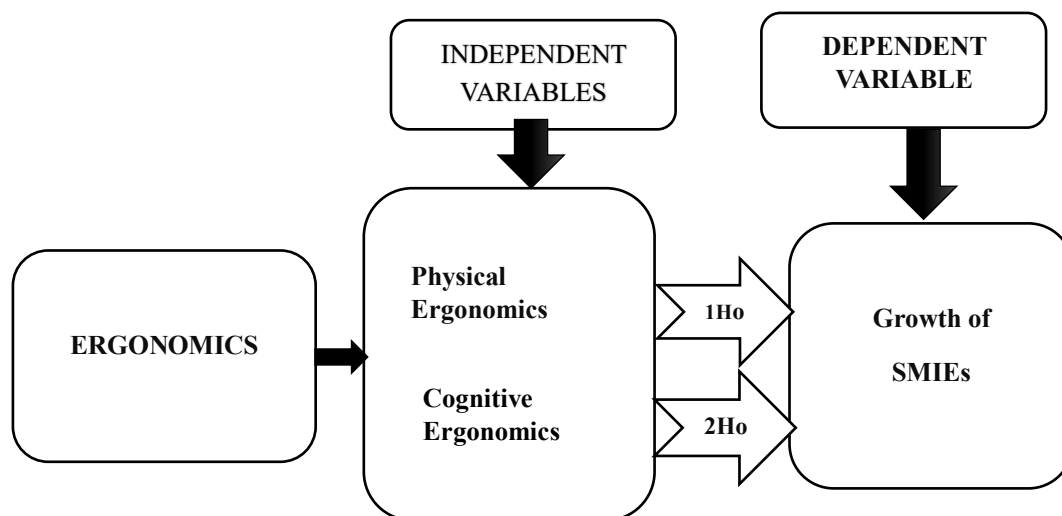 INDEPENDENT
VARIABLES
DEPENDENT
VARIABLE
ERGONOMICS
Physical
Ergonomics
Cognitive
Ergonomics
1Ho
2Ho
Growth of
SMIEs